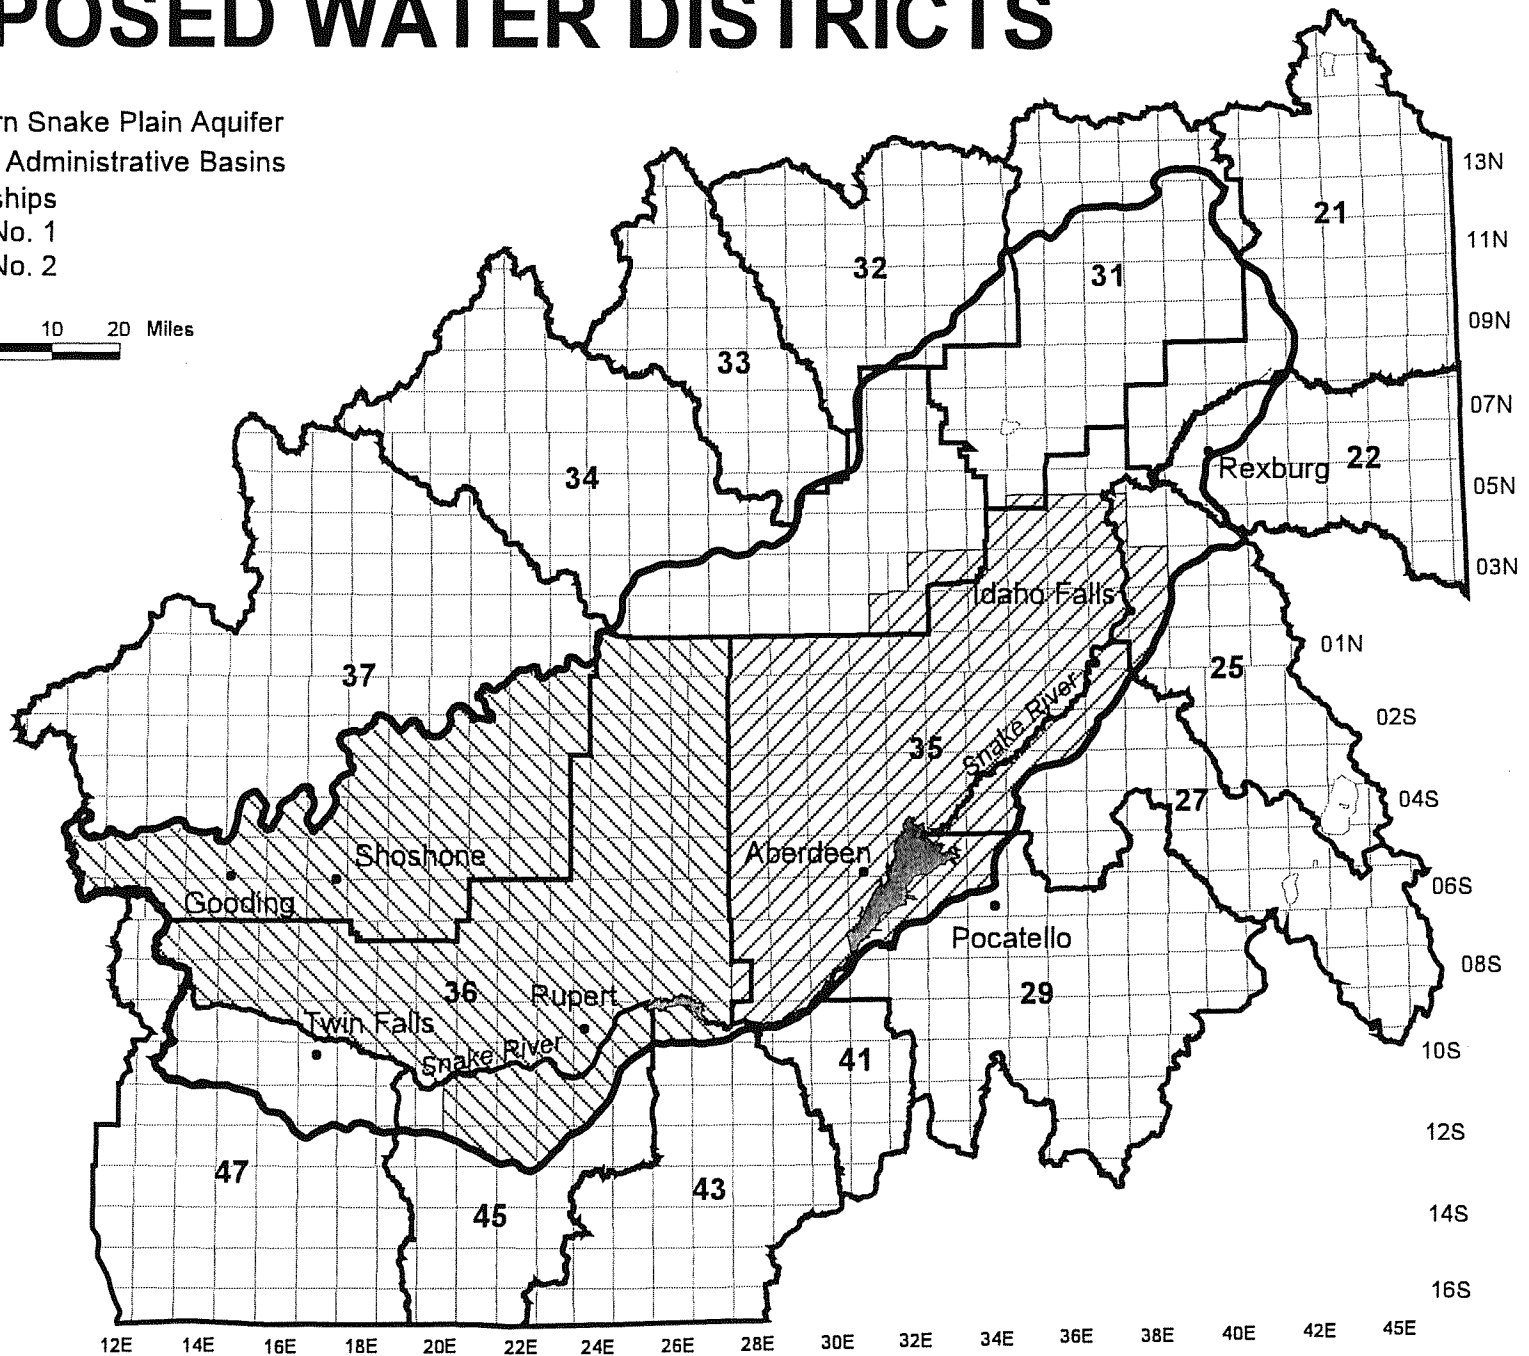 POSED WATER DISTRICTS
rn Snake Plain Aquifer
Administrative Basins
ships
No. 1
No. 2
10 20 Miles
13N
21
11N
32
31
09N
33
07N
22
Rexburg
34
05N
03N
Idaho Falls
01N
37
25
Snake River
02S
35
27
04S
Shoshone
Aberdeen
06S
Gooding
Pocatello
08S
36
Rupert
29
Twin Falls
Snake River
10S
41
12S
47
43
45
14S
16S
12E 14E 16E 18E 20E 22E 24E 26E 28E 30E 32E 34E 36E 38E 40E 42E 45E